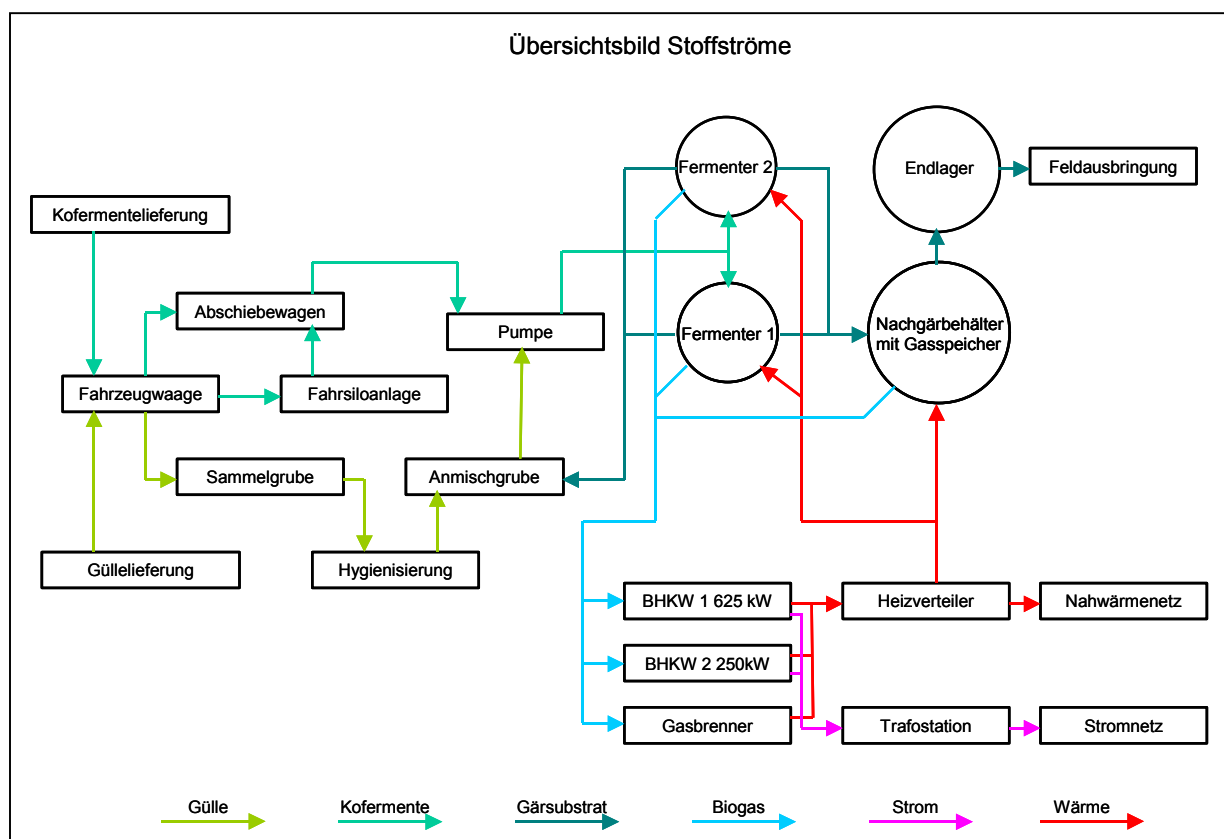 Übersichtsbild Stoffströme
Fermenter 2
Endlager
Feldausbringung
Kofermentelieferung
Abschiebewagen
Pumpe
Fermenter 1
Nachgärbehälter
mit Gasspeicher
Fahrzeugwaage
Fahrsiloanlage
Sammelgrube
Anmischgrube
Güllelieferung
Hygienisierung
BHKW 1 625 kW
Heizverteiler
Nahwärmenetz
BHKW 2 250kW
Gasbrenner
Trafostation
Stromnetz
Gülle
Kofermente
Gärsubstrat
Biogas
Strom
Wärme